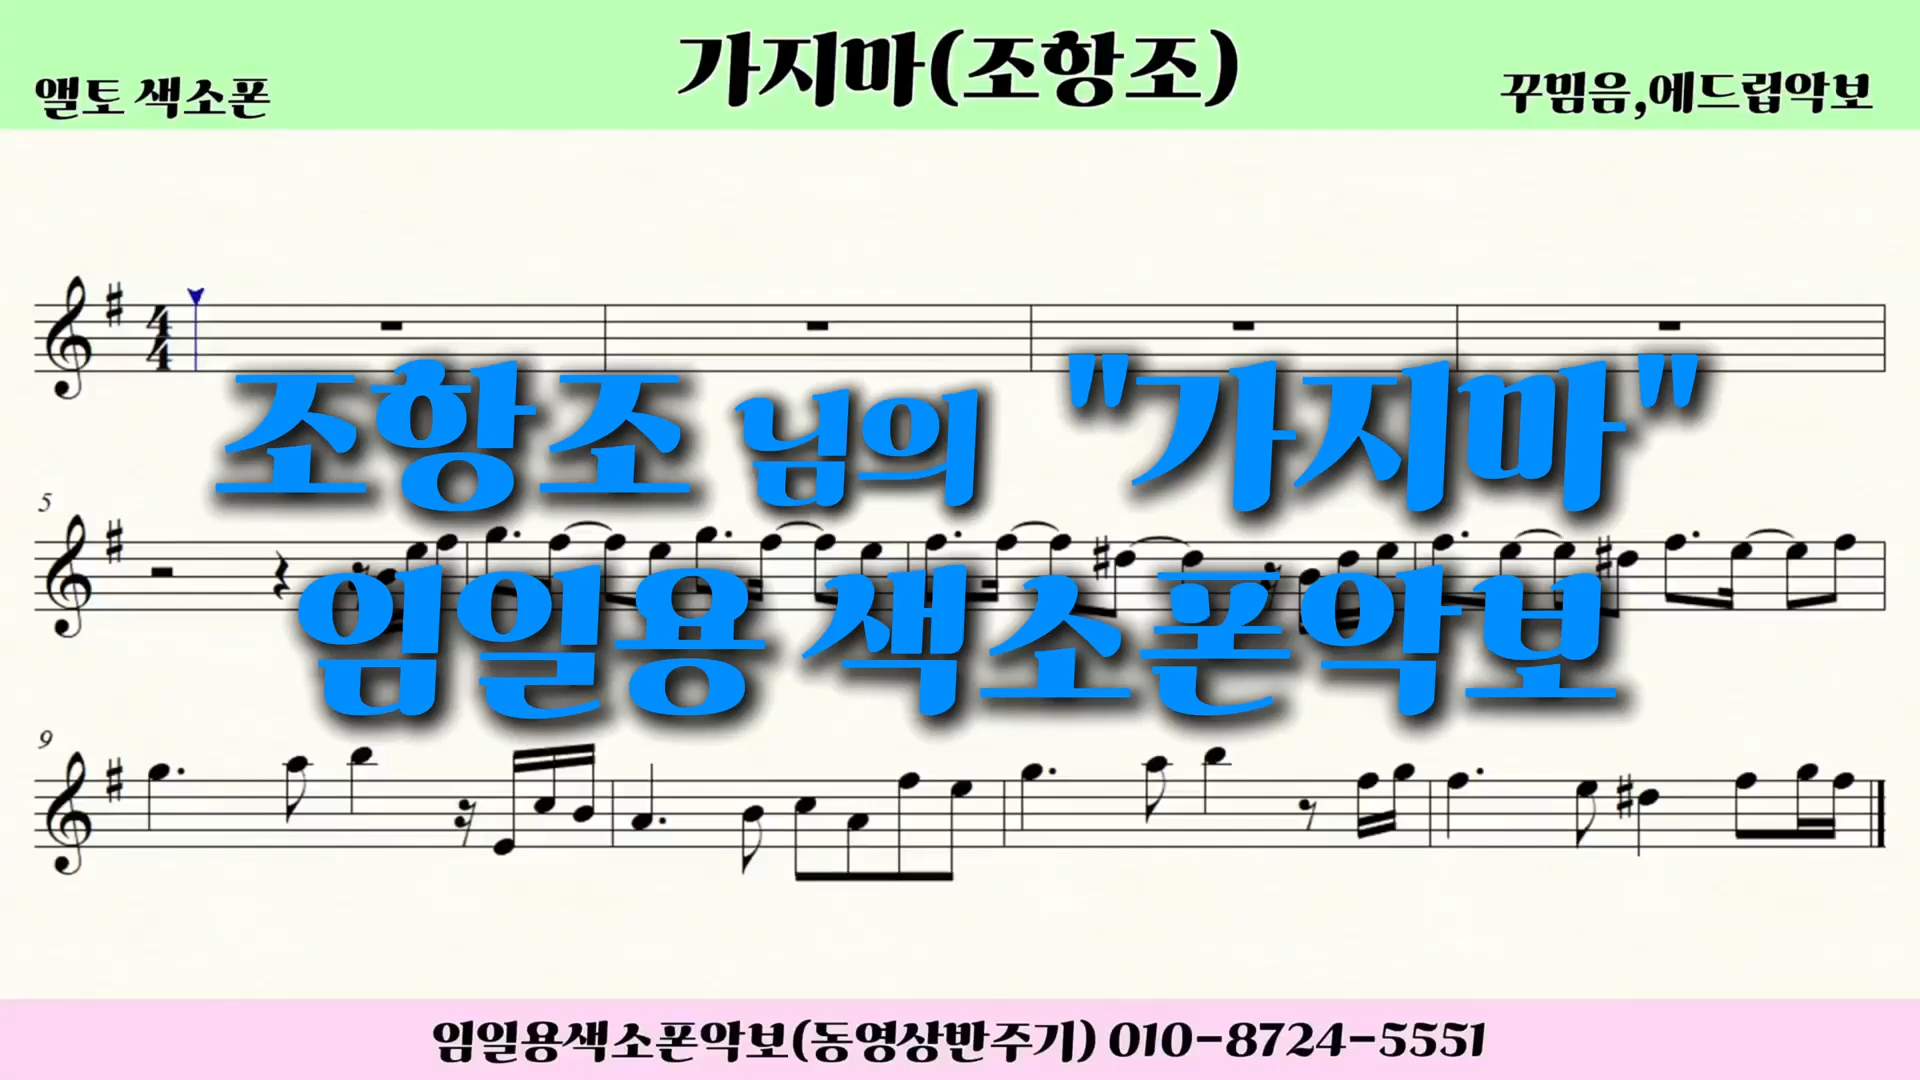 가지마(조항조)
앨토 색소폰
꾸밈음,에드립악보
4
4
조항조 님의 "가지마"
5
임일용 색소폰악보
9
임일용색소폰악보(동영상반주기) 010-8724-5551